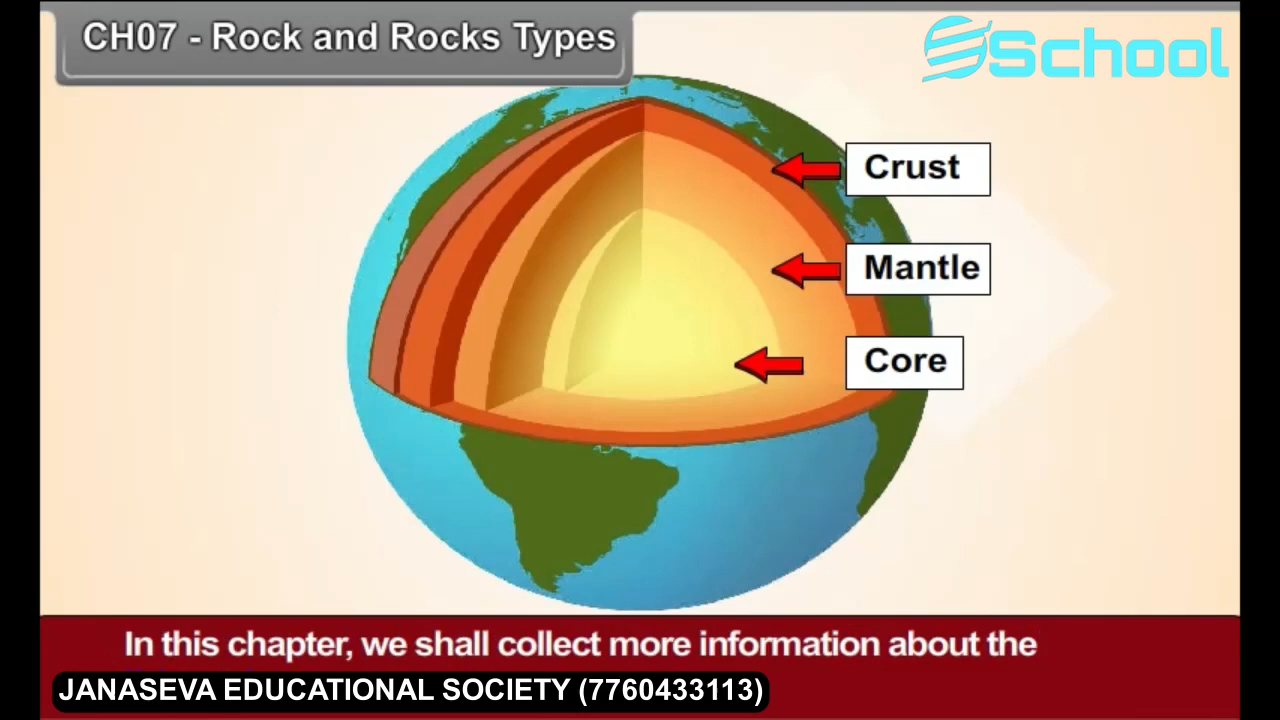 CH07 - Rock and Rocks Types
School
Crust
Mantle
Core
In this chapter, we shall collect more information about the
JANASEVA EDUCATIONAL SOCIETY (7760433113)